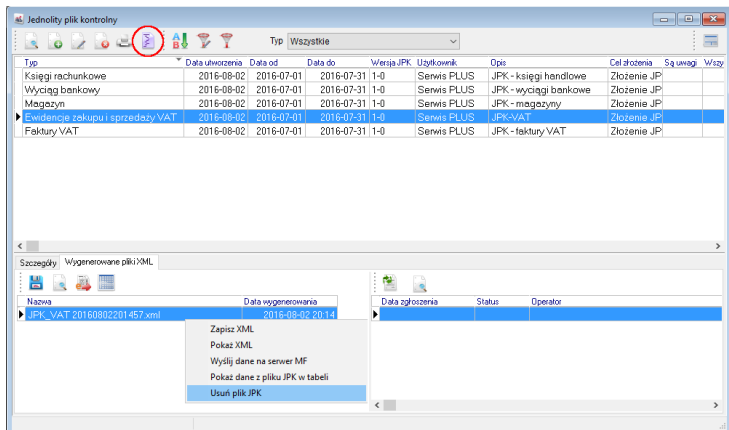 Jednolity plik kontrolny
Typ Wszystkie
Typ Data utworzenia Data od Data do Wersja JPK Użytkownik Opis Cel złożenia Są uwagi Wszy
Księgi rachunkowe 2016-08-02 2016-07-01 2016-07-31 1-0 Serwis PLUS JPK - księgi handlowe Złożenie JP
Wyciąg bankowy 2016-08-02 2016-07-01 2016-07-31 1-0 Serwis PLUS JPK - wyciągi bankowe Złożenie JP
Magazyn 2016-08-02 2016-07-01 2016-07-31 1-0 Serwis PLUS JPK - magazyny Złożenie JP
Ewidencje zakupu i sprzedaży VAT 2016-08-02 2016-07-01 2016-07-31 1-0 Serwis PLUS JPK-VAT Złożenie JP
Faktury VAT 2016-08-02 2016-07-01 2016-07-31 1-0 Serwis PLUS JPK - faktury VAT Złożenie JP
Szczegóły Wygenerowane pliki XML
Nazwa Data wygenerowania Data zgłoszenia Status Operator
JPK_VAT 20160802201457.xml 2016-08-02 20:14
Zapisz XML
Pokaż XML
Wyślij dane na serwer MF
Pokaż dane z pliku JPK w tabeli
Usuń plik JPK